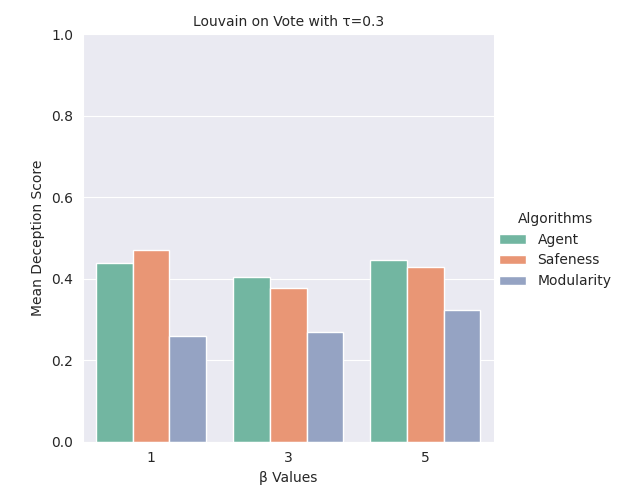 Louvain on Vote with τ=0.3
Mean Deception Score
1.0
0.8
0.6
0.4
0.2
0.0
1
3
5
β Values
Algorithms
Agent
Safeness
Modularity